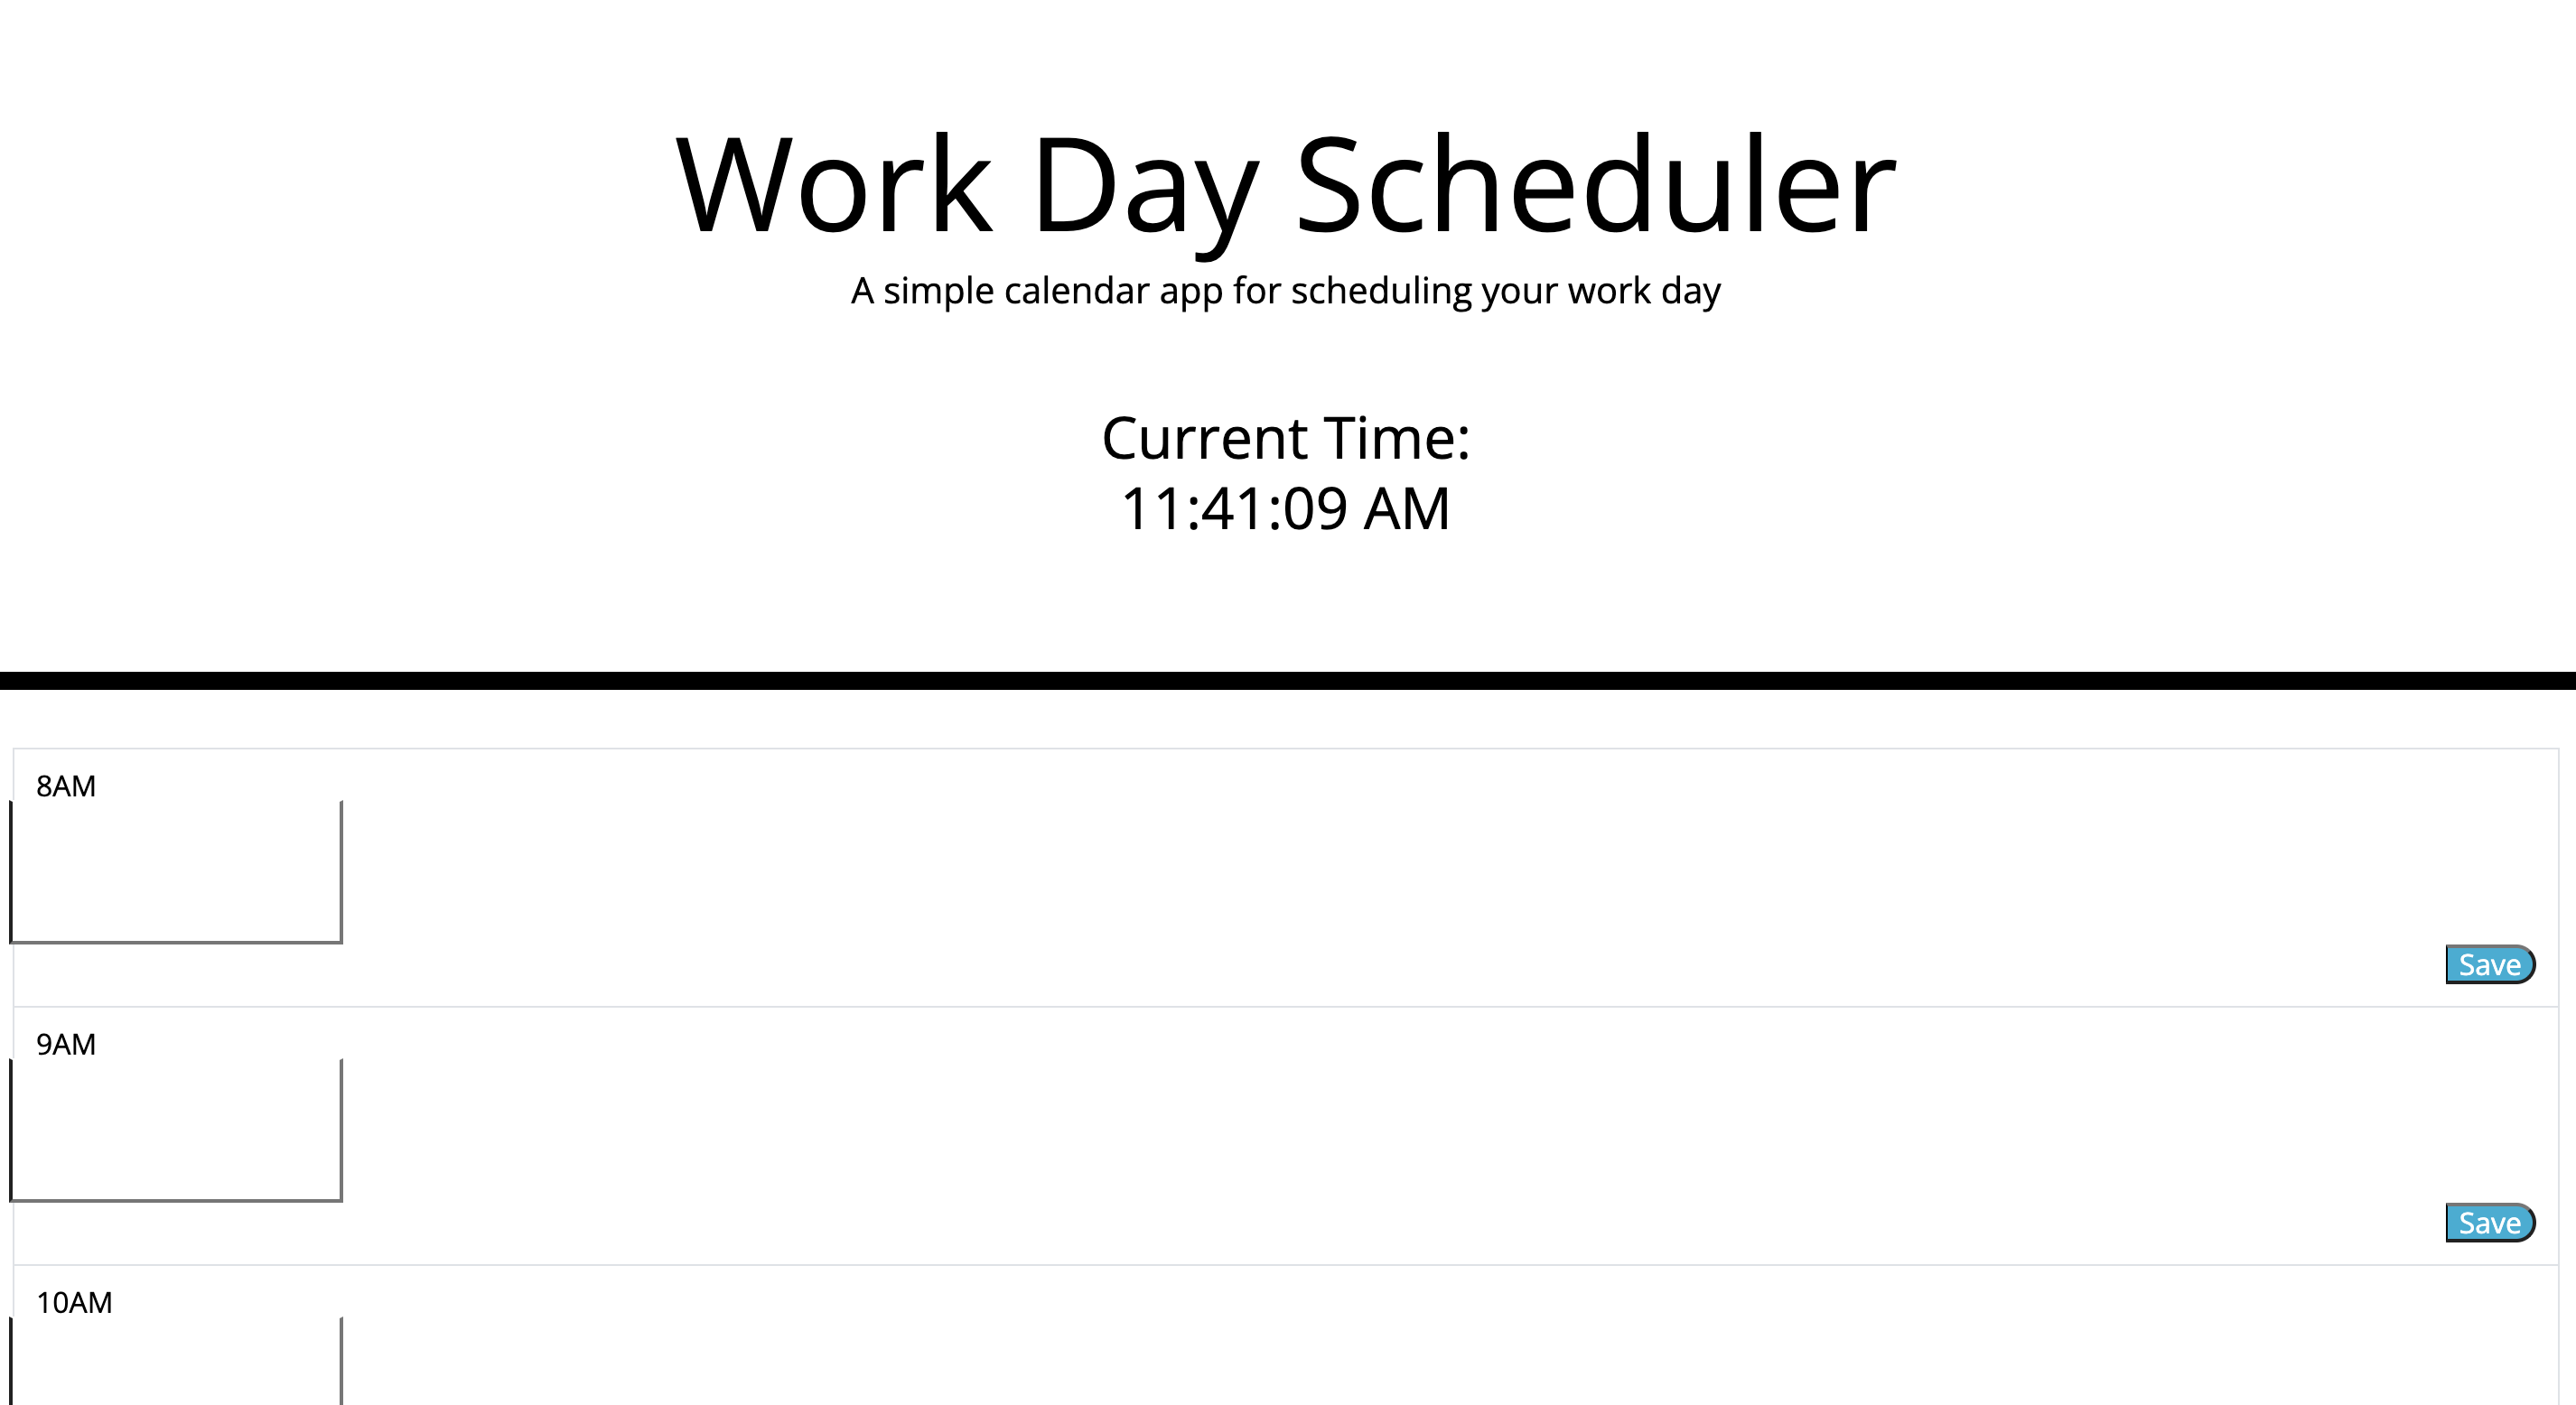 Work Day Scheduler
A simple calendar app for scheduling your work day
Current Time:
11:41:09 AM
8AM
Save
9AM
Save
10AM